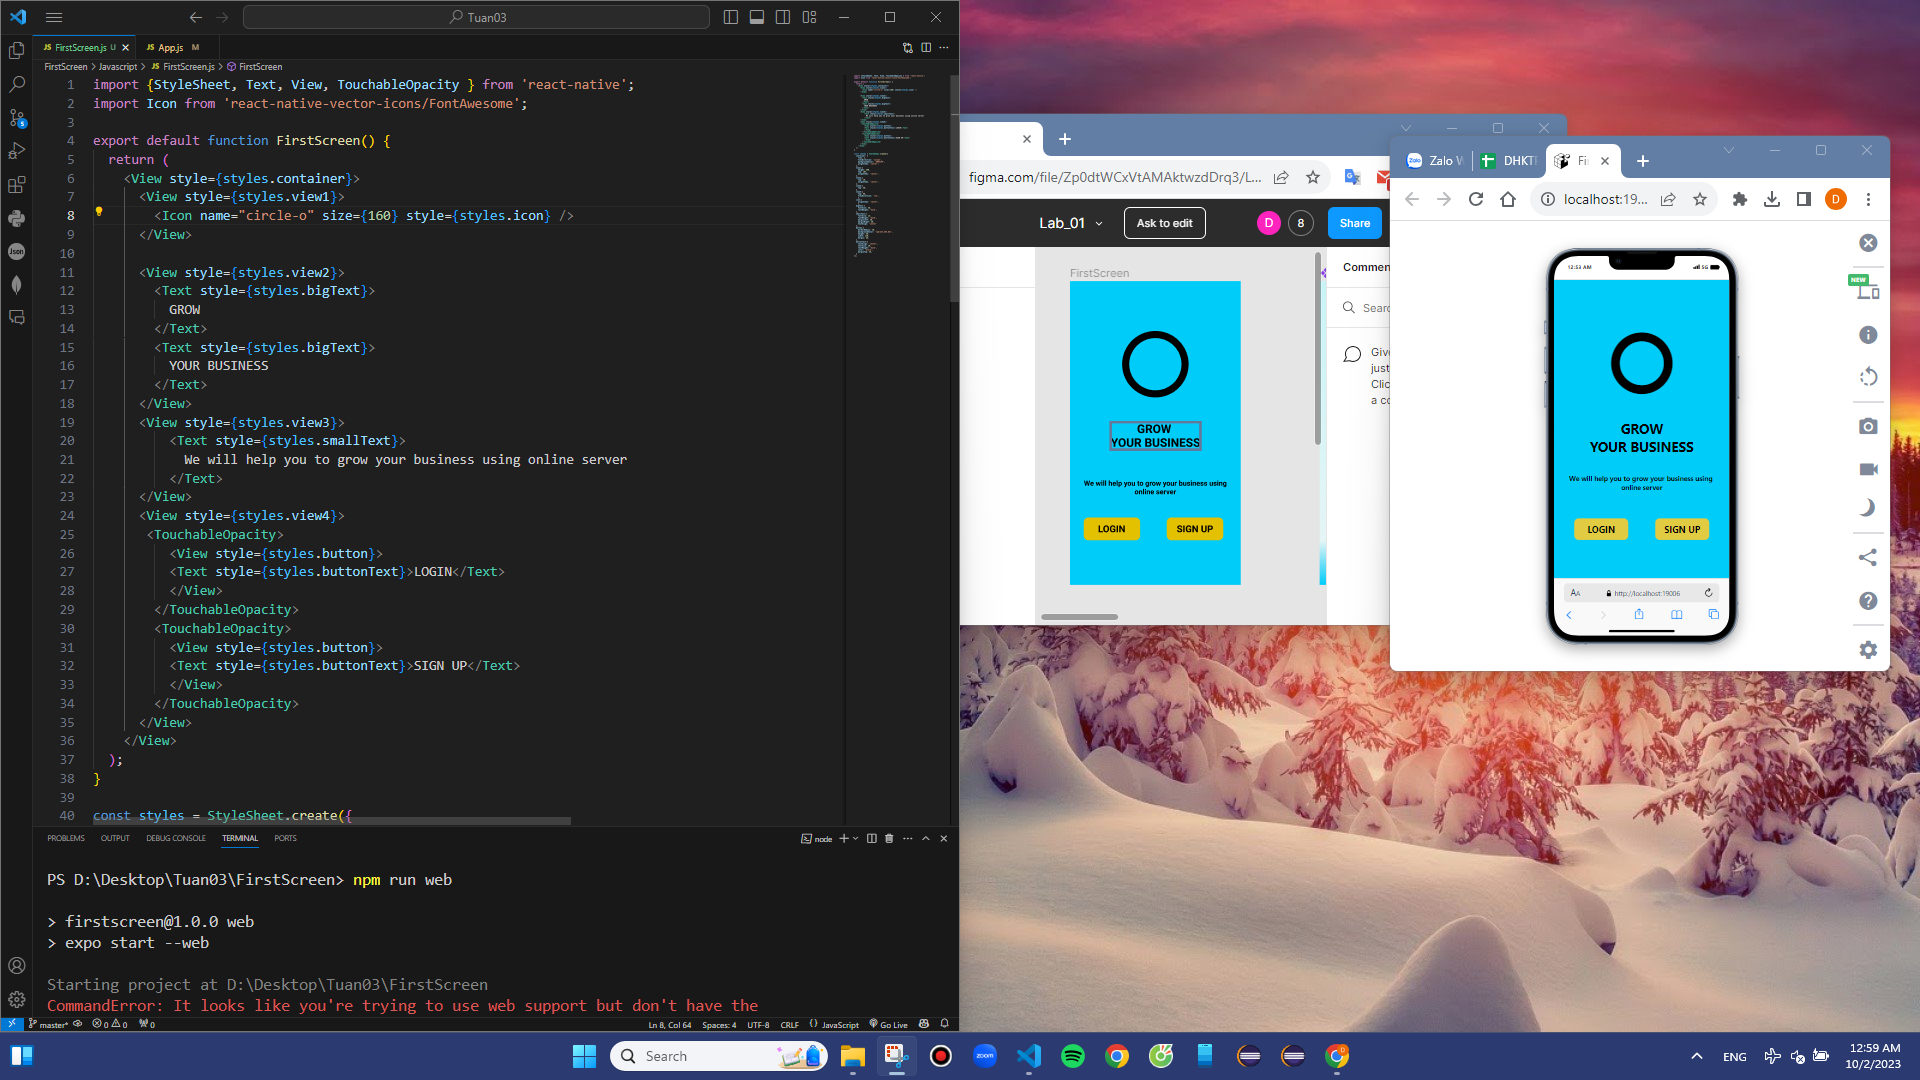 Tuan03
JS FirstScreen.js U
JS App.js M
FirstScreen > Javascript > JS FirstScreen.js > FirstScreen
1 import {StyleSheet, Text, View, TouchableOpacity } from 'react-native';
2 import Icon from 'react-native-vector-icons/FontAwesome';
3
4 export default function FirstScreen() {
5 return (
6 <View style={styles.container}>
7 <View style={styles.view1}>
8 <Icon name="circle-o" size={160} style={styles.icon} />
9 </View>
10
11 <View style={styles.view2}>
12 <Text style={styles.bigText}>
13 GROW
14 </Text>
15 <Text style={styles.bigText}>
16 YOUR BUSINESS
17 </Text>
18 </View>
19 <View style={styles.view3}>
20 <Text style={styles.smallText}>
21 We will help you to grow your business using online server
22 </Text>
23 </View>
24 <View style={styles.view4}>
25 <TouchableOpacity>
26 <View style={styles.button}>
27 <Text style={styles.buttonText}>LOGIN</Text>
28 </View>
29 </TouchableOpacity>
30 <TouchableOpacity>
31 <View style={styles.button}>
32 <Text style={styles.buttonText}>SIGN UP</Text>
33 </View>
34 </TouchableOpacity>
35 </View>
36 </View>
37 );
38 }
39
40 const styles = StyleSheet.create({
PROBLEMS OUTPUT DEBUG CONSOLE TERMINAL PORTS
node
PS D:\Desktop\Tuan03\FirstScreen> npm run web
> firstscreen@1.0.0 web
> expo start --web
Starting project at D:\Desktop\Tuan03\FirstScreen
CommandError: It looks like you're trying to use web support but don't have the
master* 0 0 0
Ln 8, Col 64 Spaces: 4 UTF-8 CRLF {} JavaScript Go Live
figma.com/file/Zp0dtWCxVtAMAktwzdDrq3/L...
Lab_01
Ask to edit
D
8
Share
FirstScreen
GROW
YOUR BUSINESS
We will help you to grow your business using
online server
LOGIN
SIGN UP
Commen
Searc
Give
just
Clic
a co
Zalo W
DHKT
Fi
localhost:19...
D
NEW
12:53 AM
5G
GROW
YOUR BUSINESS
We will help you to grow your business using
online server
LOGIN
SIGN UP
AA
http://localhost:19006
Search
zoom
ENG
12:59 AM
10/2/2023